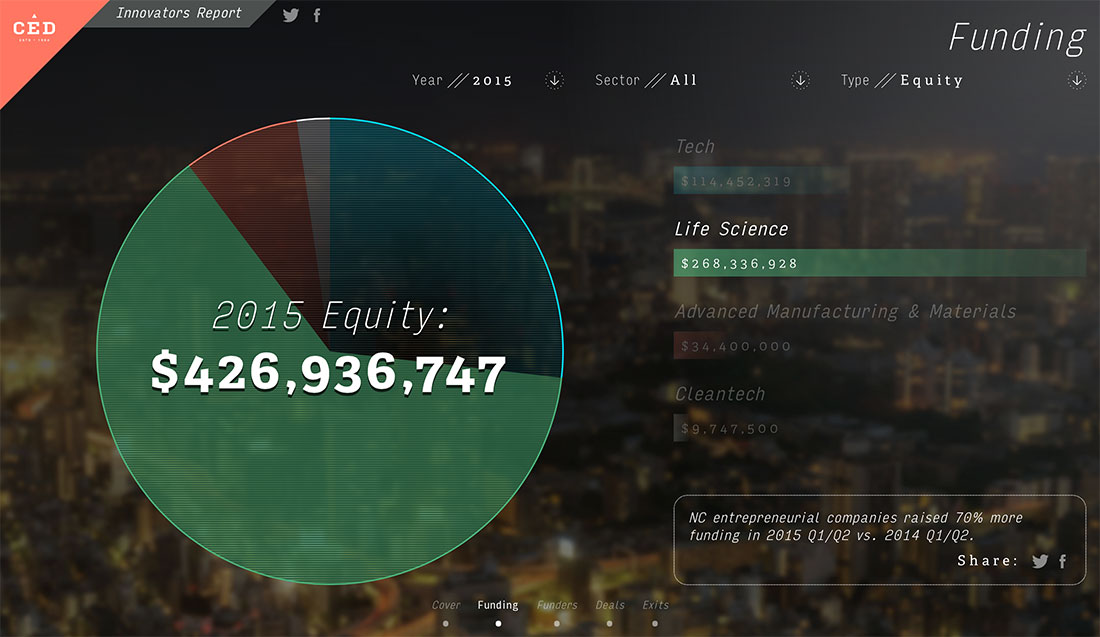 CED
Innovators Report
Funding
Year // 2015
Sector // All
Type // Equity
Tech
$114,452,319
Life Science
$268,336,928
Advanced Manufacturing & Materials
$34,400,000
Cleantech
$9,747,500
2015 Equity:
$426,936,747
NC entrepreneurial companies raised 70% more
funding in 2015 Q1/Q2 vs. 2014 Q1/Q2.
Share:
Cover Funding Funders Deals Exits